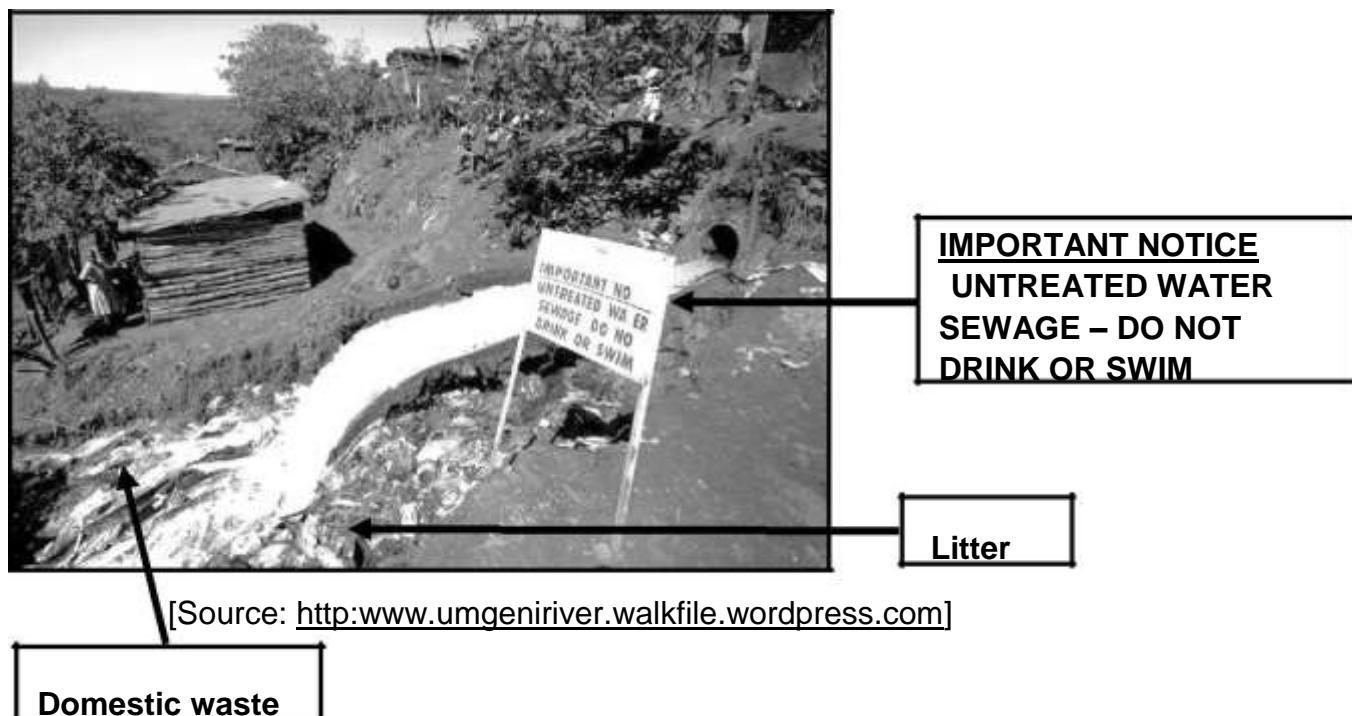 IMPORTANT NO
UNTREATED WA ER
SEWAGE DO NO
DRINK OR SWIM
IMPORTANT NOTICE
UNTREATED WATER
SEWAGE – DO NOT
DRINK OR SWIM
Litter
[Source: http:www.umgeniriver.walkfile.wordpress.com]
Domestic waste